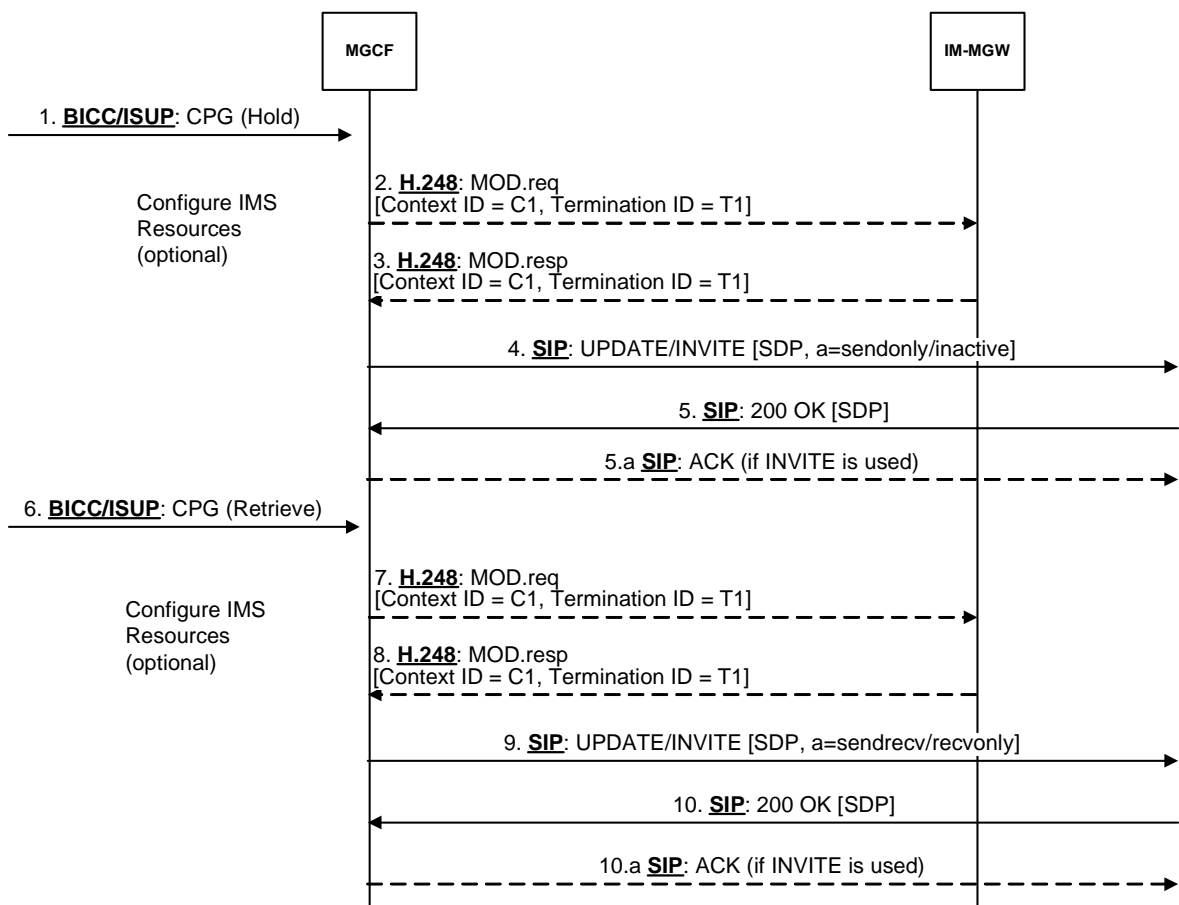 MGCF
IM-MGW
1. BICC/ISUP: CPG (Hold)
2. H.248: MOD.req
[Context ID = C1, Termination ID = T1]
Configure IMS
Resources
(optional)
3. H.248: MOD.resp
[Context ID = C1, Termination ID = T1]
4. SIP: UPDATE/INVITE [SDP, a=sendonly/inactive]
5. SIP: 200 OK [SDP]
5.a SIP: ACK (if INVITE is used)
6. BICC/ISUP: CPG (Retrieve)
7. H.248: MOD.req
[Context ID = C1, Termination ID = T1]
Configure IMS
Resources
(optional)
8. H.248: MOD.resp
[Context ID = C1, Termination ID = T1]
9. SIP: UPDATE/INVITE [SDP, a=sendrecv/recvonly]
10. SIP: 200 OK [SDP]
10.a SIP: ACK (if INVITE is used)